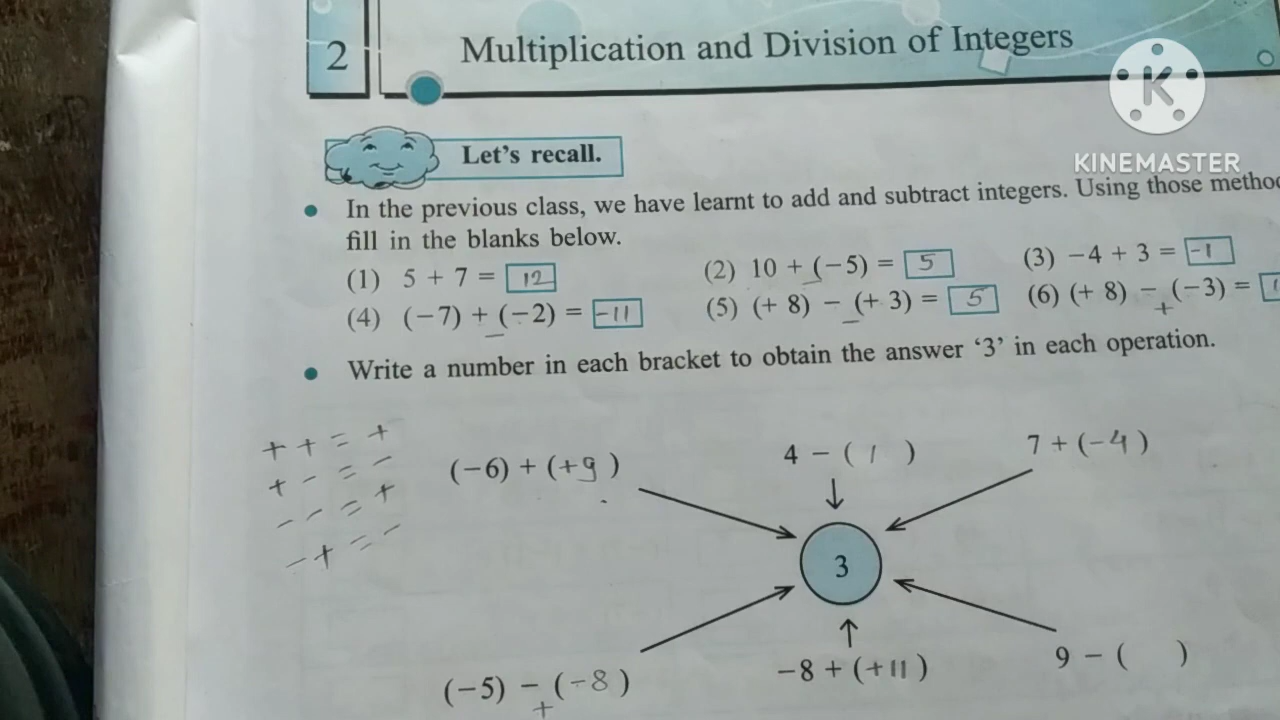 2
Multiplication and Division of Integers
K
KINEMASTER
Let's recall.
In the previous class, we have learnt to add and subtract integers. Using those
fill in the blanks below.
(1) 5 + 7 = 12
(2) 10 + (−5) = 5
(3) −4 + 3 = -1
(4) (−7) + (−2) = -11
(5) (+ 8) − (+ 3) = 5
(6) (+ 8) − (−3) =
Write a number in each bracket to obtain the answer '3' in each operation.
+ + = +
+ - = -
- - = +
- + = -
(−6) + (+9)
4 − ( 1 )
7 + (-4)
3
(−5) − (-8)
+
−8 + (+11)
9 − ( )